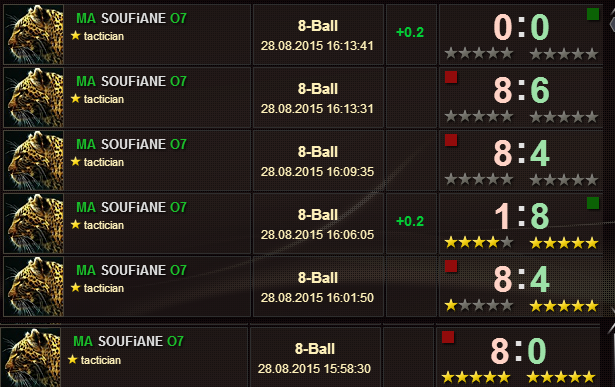 MA SOUFiANE O7
tactician
8-Ball
28.08.2015 16:13:41
+0.2
0:0
MA SOUFiANE O7
tactician
8-Ball
28.08.2015 16:13:31
8:6
MA SOUFiANE O7
tactician
8-Ball
28.08.2015 16:09:35
8:4
MA SOUFiANE O7
tactician
8-Ball
28.08.2015 16:06:05
+0.2
1:8
MA SOUFiANE O7
tactician
8-Ball
28.08.2015 16:01:50
8:4
MA SOUFiANE O7
tactician
8-Ball
28.08.2015 15:58:30
8:0